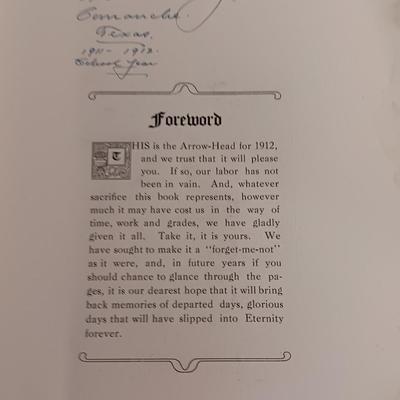 Comanche.
Texas.
1911 - 1912.
School Year
Foreword
THIS is the Arrow-Head for 1912,
and we trust that it will please
you. If so, our labor has not
been in vain. And, whatever
sacrifice this book represents, however
much it may have cost us in the way of
time, work and grades, we have gladly
given it all. Take it, it is yours. We
have sought to make it a "forget-me-not"
as it were, and, in future years if you
should chance to glance through the pa-
ges, it is our dearest hope that it will bring
back memories of departed days, glorious
days that will have slipped into Eternity
forever.